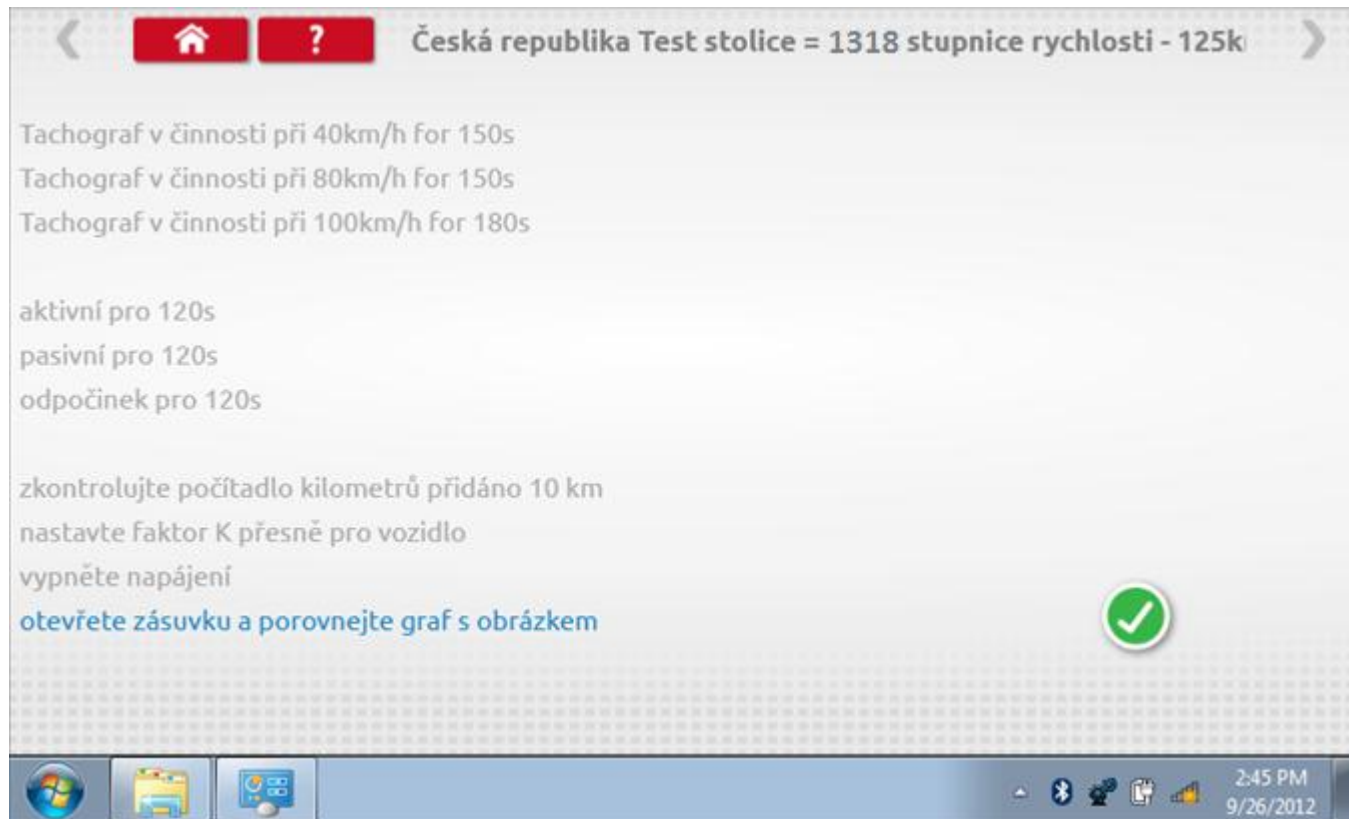 ? Česká republika Test stolice = 1318 stupnice rychlosti - 125k
Tachograf v činnosti při 40km/h for 150s
Tachograf v činnosti při 80km/h for 150s
Tachograf v činnosti při 100km/h for 180s
aktivní pro 120s
pasivní pro 120s
odpočinek pro 120s
zkontrolujte počítadlo kilometrů přidáno 10 km
nastavte faktor K přesně pro vozidlo
vypněte napájení
otevřete zásuvku a porovnejte graf s obrázkem
2:45 PM
9/26/2012